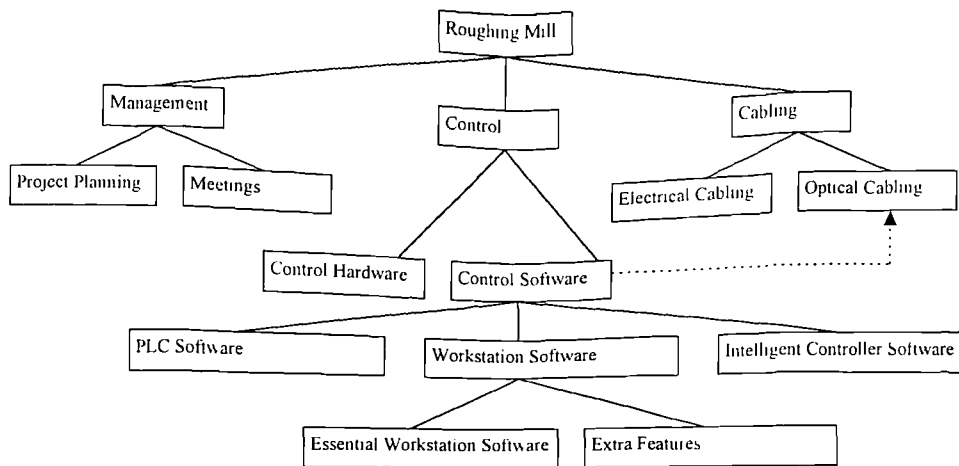 Roughing Mill
Management
Control
Cabling
Project Planning
Meetings
Electrical Cabling
Optical Cabling
Control Hardware
Control Software
PLC Software
Workstation Software
Intelligent Controller Software
Essential Workstation Software
Extra Features